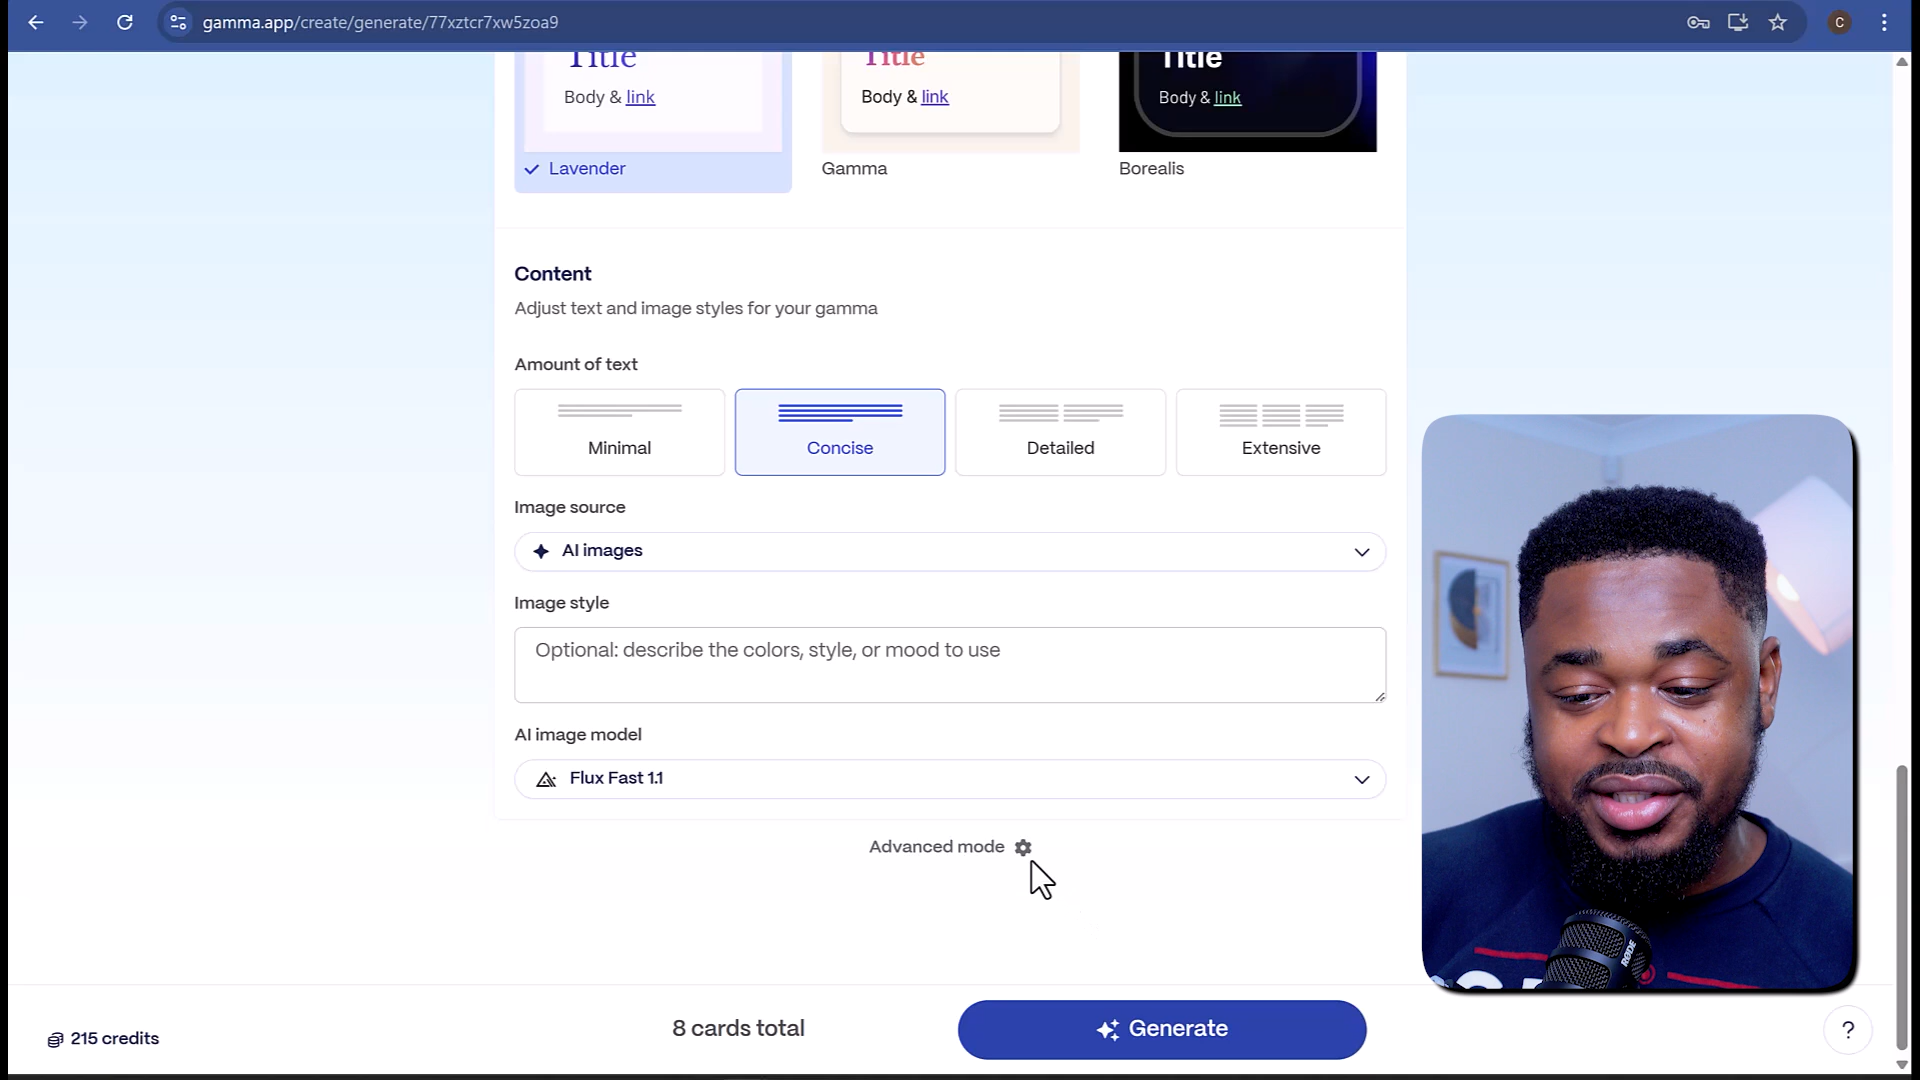 gamma.app/create/generate/77xztcr7xw5zoa9
C
Title
Body & link
Lavender
Title
Body & link
Gamma
Title
Body & link
Borealis
Content
Adjust text and image styles for your gamma
Amount of text
Minimal
Concise
Detailed
Extensive
Image source
AI images
Image style
Optional: describe the colors, style, or mood to use
AI image model
Flux Fast 1.1
Advanced mode
RØDE
215 credits
8 cards total
Generate
?